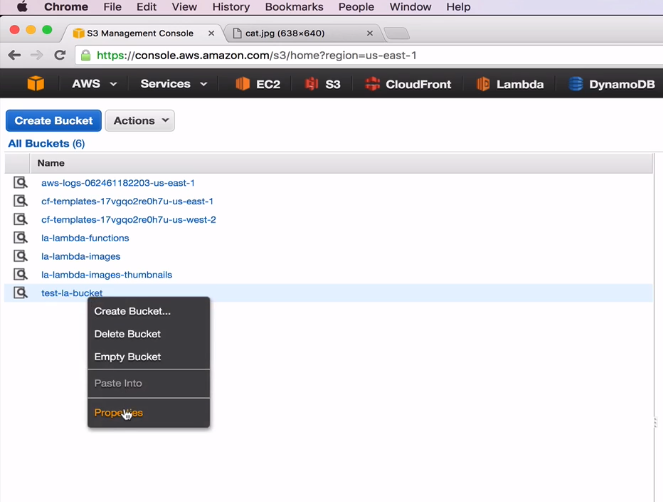 Chrome File Edit View History Bookmarks People Window Help
S3 Management Console
cat.jpg (638×640)
https://console.aws.amazon.com/s3/home?region=us-east-1
AWS Services EC2 S3 CloudFront Lambda DynamoDB
Create Bucket Actions
All Buckets (6)
Name
aws-logs-062461182203-us-east-1
cf-templates-17vgqo2re0h7u-us-east-1
cf-templates-17vgqo2re0h7u-us-west-2
la-lambda-functions
la-lambda-images
la-lambda-images-thumbnails
test-la-bucket
Create Bucket...
Delete Bucket
Empty Bucket
Paste Into
Properties